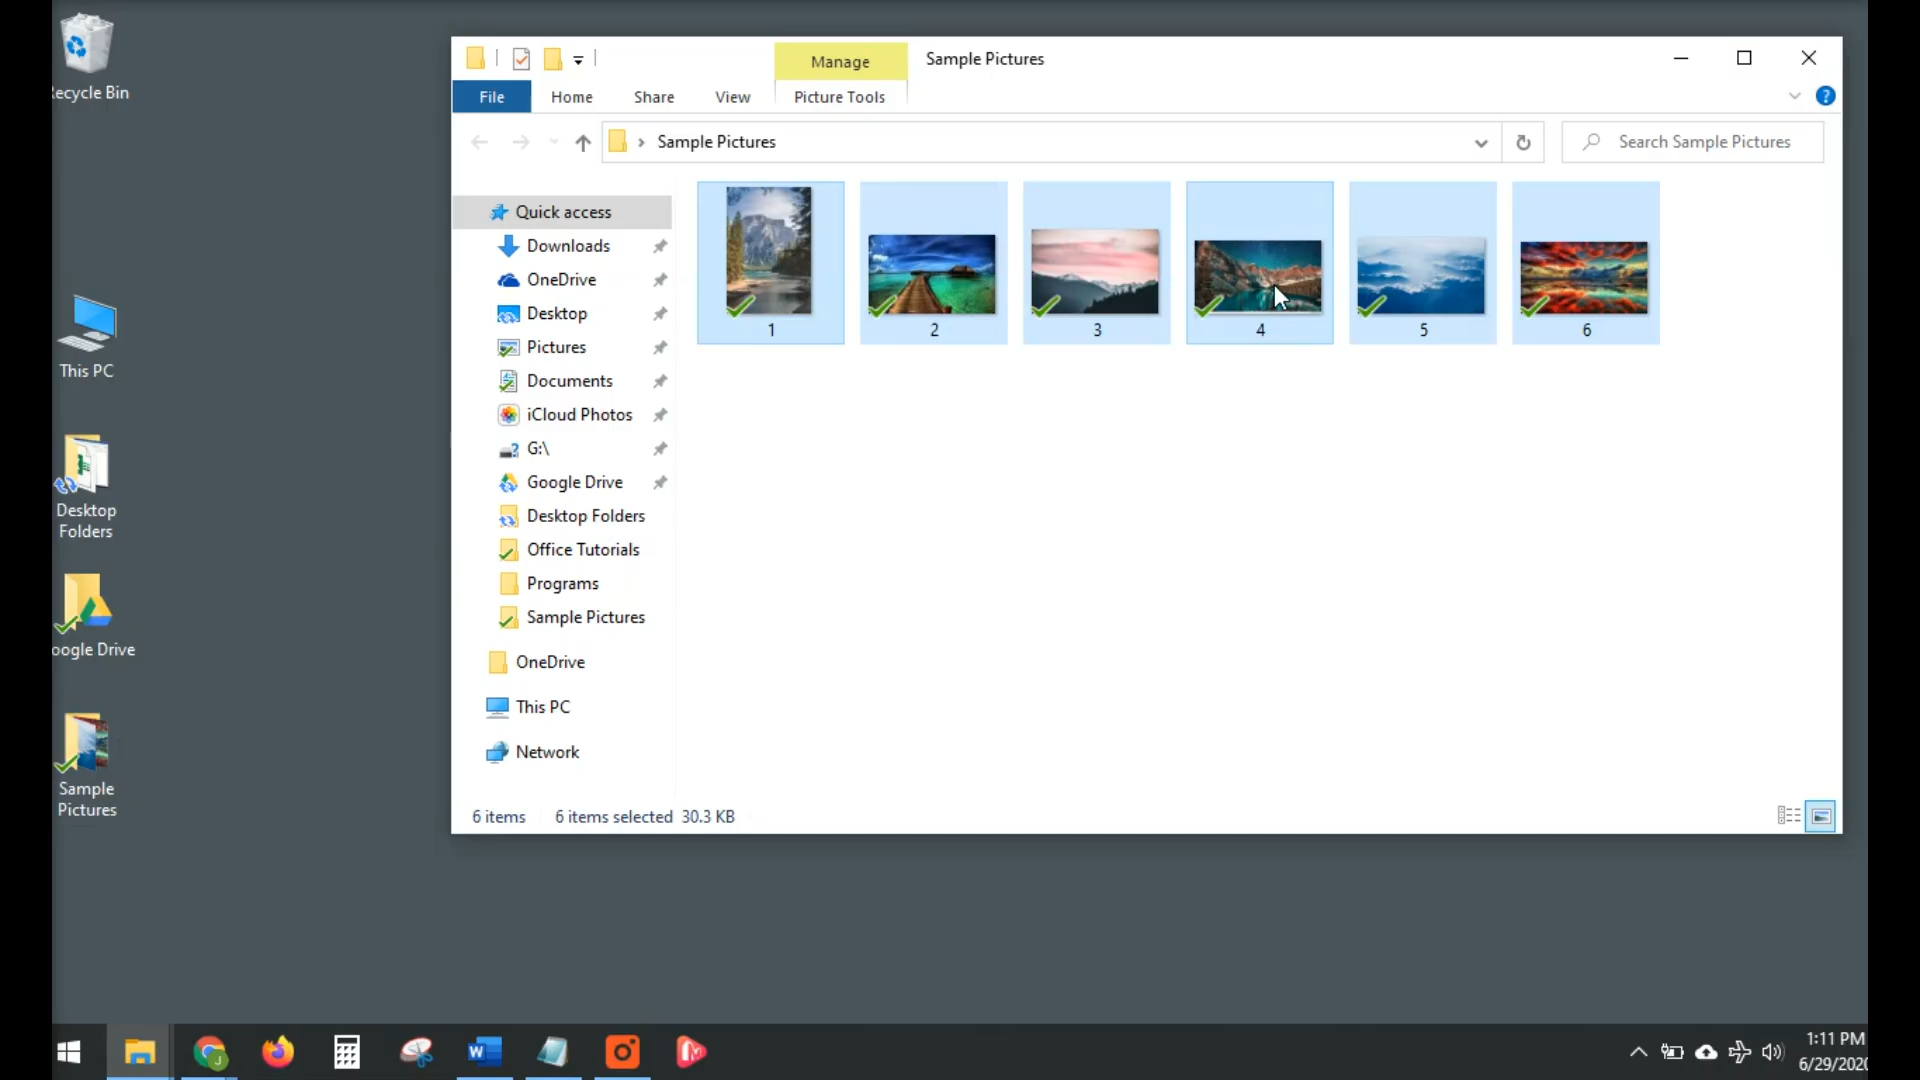 ecycle Bin
This PC
Desktop
Folders
oogle Drive
Sample
Pictures
Manage
Sample Pictures
File
Home
Share
View
Picture Tools
?
Sample Pictures
Search Sample Pictures
Quick access
Downloads
OneDrive
Desktop
Pictures
Documents
iCloud Photos
G:\
Google Drive
Desktop Folders
Office Tutorials
Programs
Sample Pictures
OneDrive
This PC
Network
1
2
3
4
5
6
6 items
6 items selected 30.3 KB
W
J
1:11 PM
6/29/2020